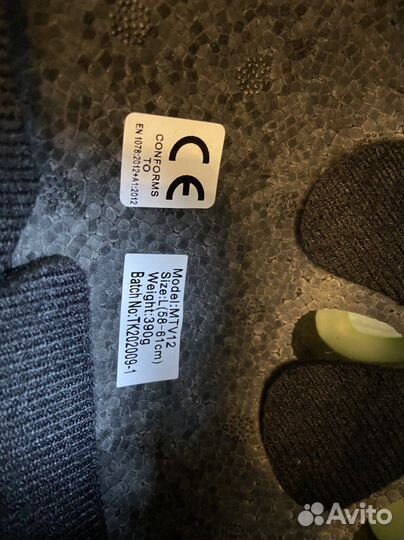 CE
CONFORMS
TO
EN 1078:2012+A1:2012
Model:MTV12
Size:L(58-61cm)
Weight:390g
Batch No:TK202009-1
Avito